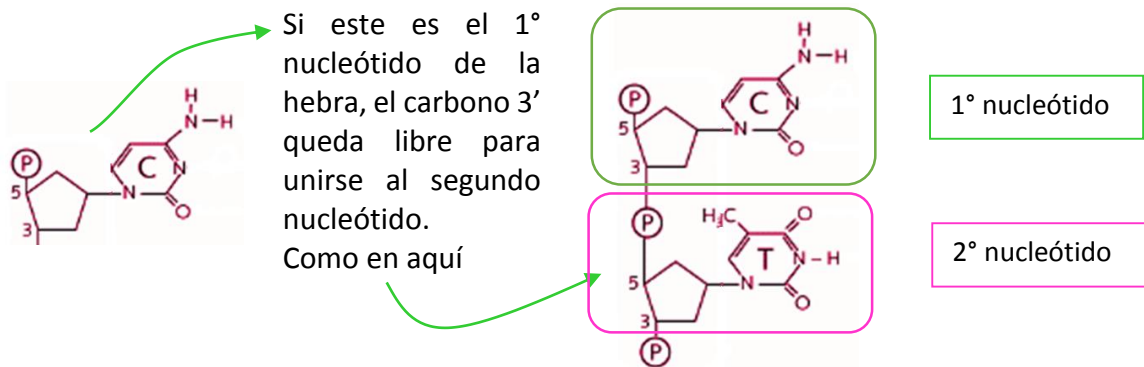 Si este es el 1°
nucleótido de la
hebra, el carbono 3’
queda libre para
unirse al segundo
nucleótido.
Como en aquí
H
N–H
P
5
C
N
N
O
3
H
N–H
P
5
C
N
N
O
3
1° nucleótido
P
H₃C
O
T
N–H
5
N
O
3
P
2° nucleótido